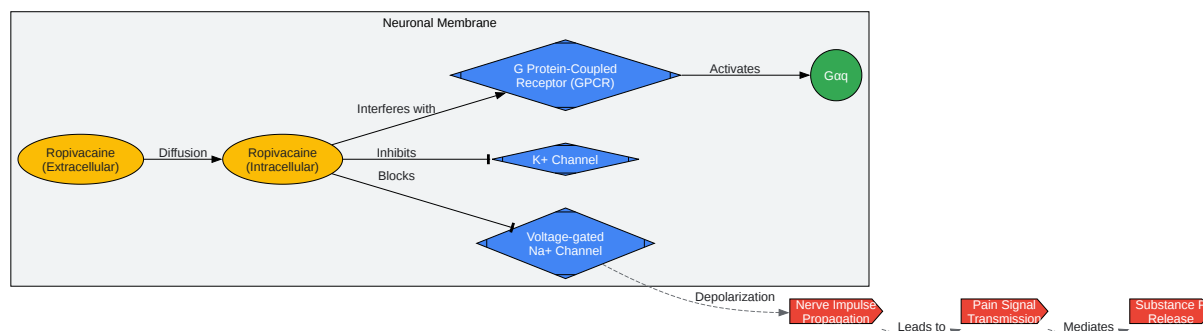 Neuronal Membrane
G Protein-Coupled
Receptor (GPCR)
Activates
Gαq
Interferes with
Ropivacaine
(Extracellular)
Diffusion
Ropivacaine
(Intracellular)
Inhibits
K+ Channel
Blocks
Voltage-gated
Na+ Channel
Depolarization
Nerve Impulse
Propagation
Leads to
Pain Signal
Transmission
Mediates
Substance P
Release